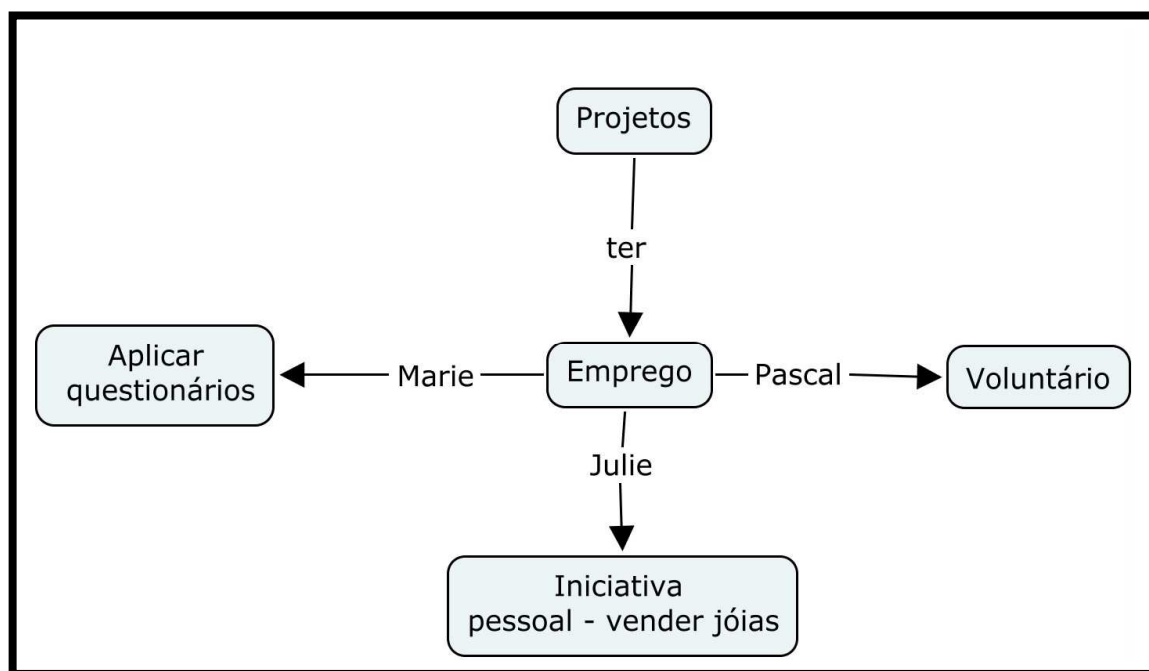 Projetos
ter
Aplicar
questionários
Marie
Emprego
Pascal
Voluntário
Julie
Iniciativa
pessoal - vender jóias